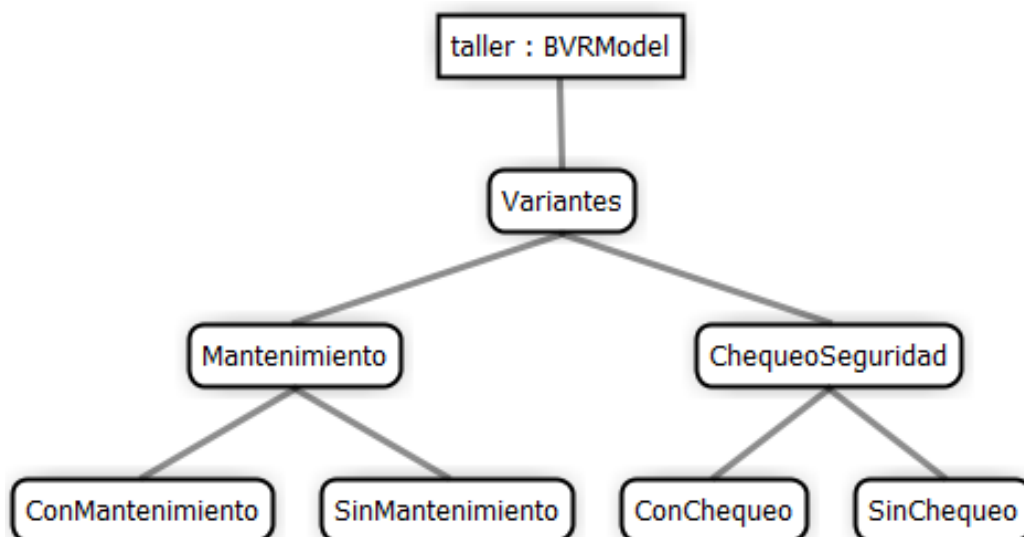 taller : BVRModel
Variantes
Mantenimiento
ChequeoSeguridad
ConMantenimiento
SinMantenimiento
ConChequeo
SinChequeo